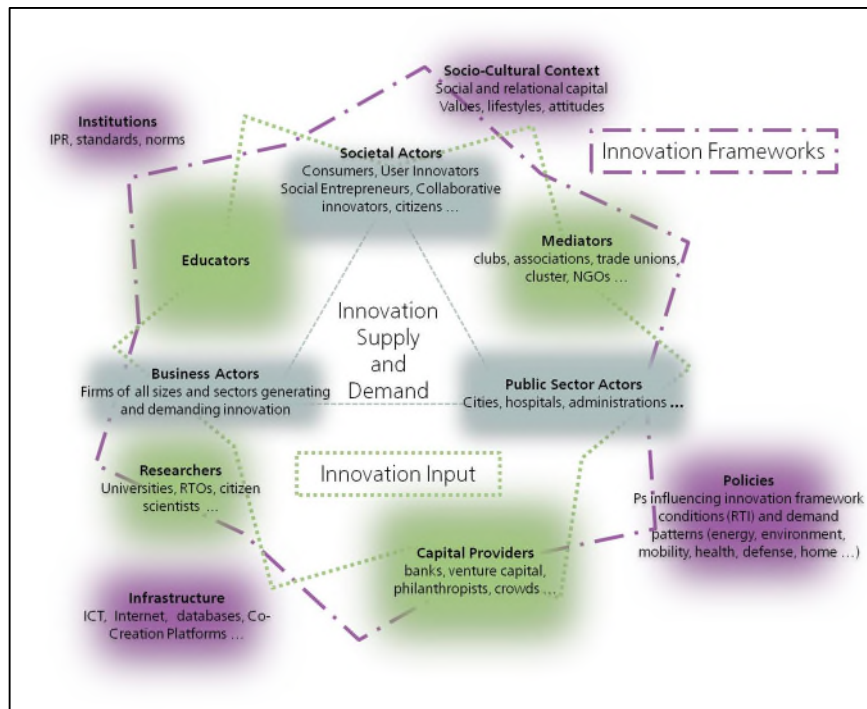 Socio-Cultural Context
Social and relational capital
Values, lifestyles, attitudes
Institutions
IPR, standards, norms
Innovation Frameworks
Societal Actors
Consumers, User Innovators
Social Entrepreneurs, Collaborative
innovators, citizens ...
Educators
Mediators
clubs, associations, trade unions,
cluster, NGOs ...
Innovation
Supply
and
Demand
Business Actors
Firms of all sizes and sectors generating
and demanding innovation
Public Sector Actors
Cities, hospitals, administrations ...
Researchers
Universities, RTOs, citizen
scientists ...
Innovation Input
Policies
Ps influencing innovation framework
conditions (RTI) and demand
patterns (energy, environment,
mobility, health, defense, home ...)
Capital Providers
banks, venture capital,
philanthropists, crowds ...
Infrastructure
ICT, Internet, databases, Co-
Creation Platforms ...